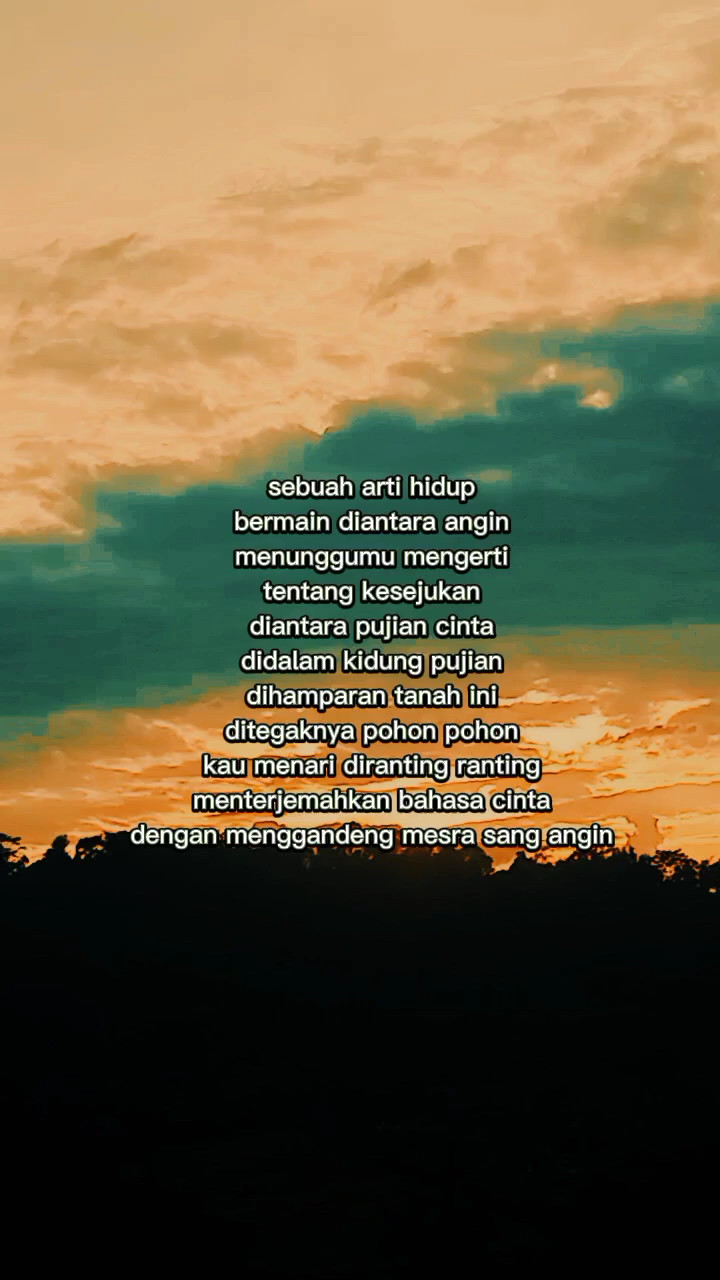 sebuah arti hidup
bermain diantara angin
menunggumu mengerti
tentang kesejukan
diantara pujian cinta
didalam kidung pujian
dihamparan tanah ini
ditegaknya pohon pohon
kau menari diranting ranting
menterjemahkan bahasa cinta
dengan menggandeng mesra sang angin